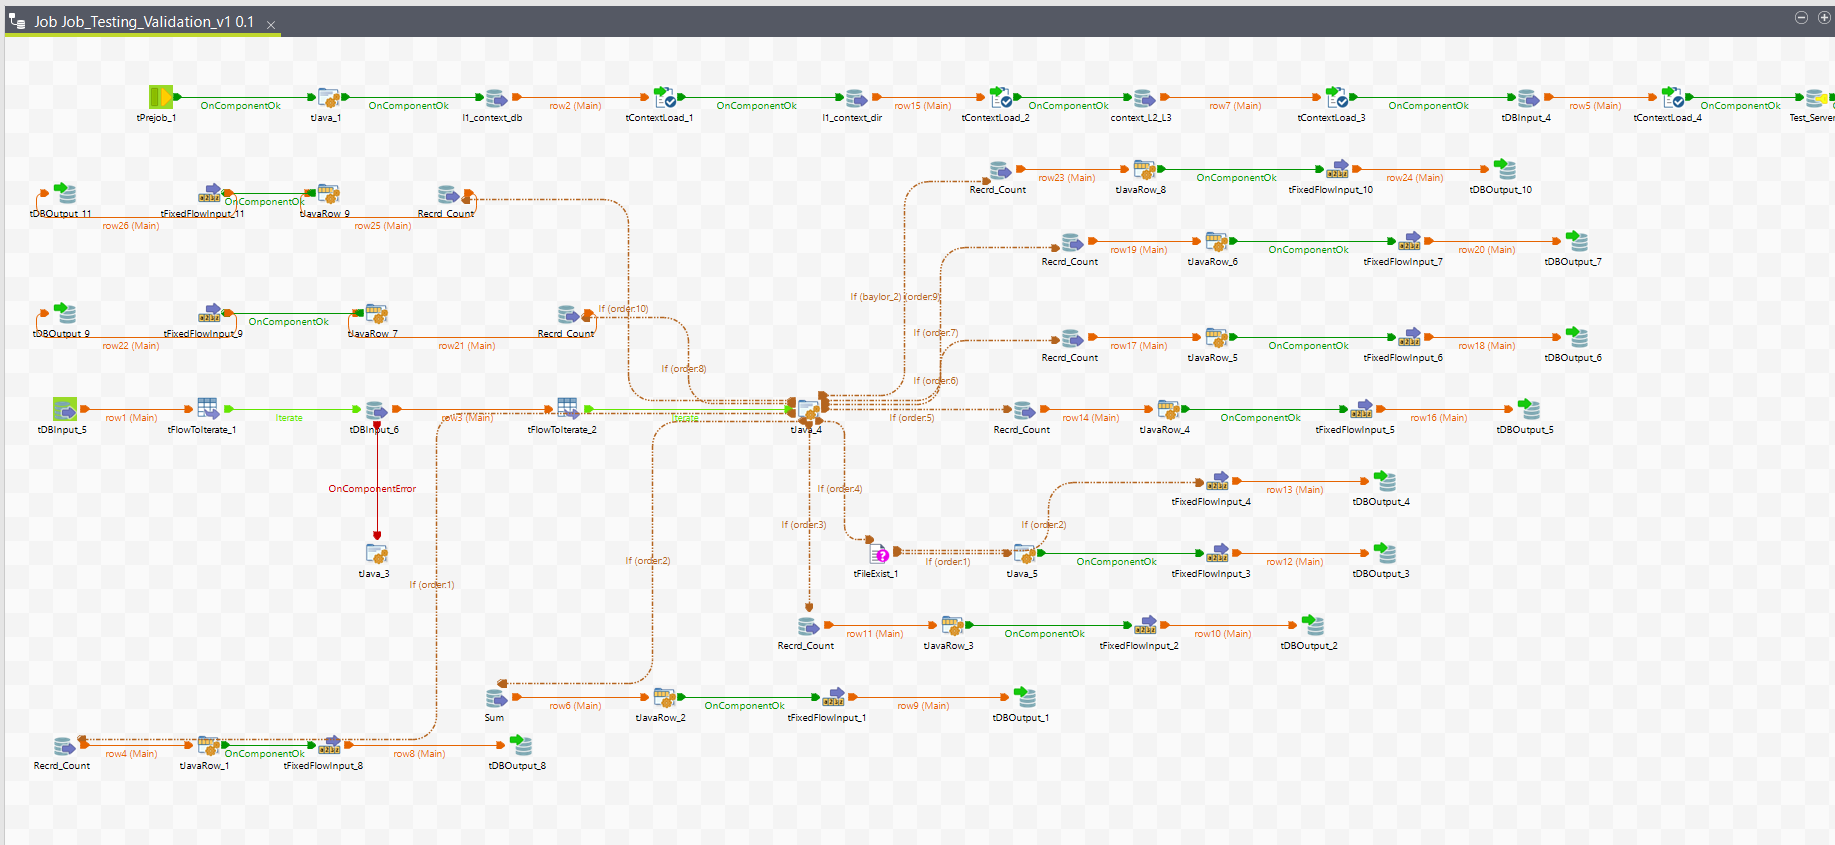 Job Job_Testing_Validation_v1 0.1
OnComponentOk
OnComponentOk
row2 (Main)
OnComponentOk
row15 (Main)
OnComponentOk
row7 (Main)
OnComponentOk
row5 (Main)
OnComponentOk
tPrejob_1
tJava_1
l1_context_db
tContextLoad_1
l1_context_dir
tContextLoad_2
context_L2_L3
tContextLoad_3
tDBInput_4
tContextLoad_4
Test_Server
row23 (Main)
OnComponentOk
row24 (Main)
Recrd_Count
tJavaRow_8
tFixedFlowInput_10
tDBOutput_10
OnComponentOk
tDBOutput_11
tFixedFlowInput_11
tJavaRow_9
Recrd_Count
row26 (Main)
row25 (Main)
row19 (Main)
OnComponentOk
row20 (Main)
Recrd_Count
tJavaRow_6
tFixedFlowInput_7
tDBOutput_7
If (baylor_2) (order:9)
If (order:10)
OnComponentOk
tDBOutput_9
tFixedFlowInput_9
tJavaRow_7
Recrd_Count
If (order:7)
row22 (Main)
row21 (Main)
row17 (Main)
OnComponentOk
row18 (Main)
Recrd_Count
tJavaRow_5
tFixedFlowInput_6
tDBOutput_6
If (order:8)
If (order:6)
row1 (Main)
Iterate
row3 (Main)
Iterate
If (order:5)
row14 (Main)
OnComponentOk
row16 (Main)
tDBInput_5
tFlowToIterate_1
tDBInput_6
tFlowToIterate_2
tJava_4
Recrd_Count
tJavaRow_4
tFixedFlowInput_5
tDBOutput_5
OnComponentError
If (order:4)
row13 (Main)
tFixedFlowInput_4
tDBOutput_4
If (order:3)
If (order:2)
If (order:2)
If (order:1)
OnComponentOk
row12 (Main)
tJava_3
tFileExist_1
tJava_5
tFixedFlowInput_3
tDBOutput_3
If (order:1)
row11 (Main)
OnComponentOk
row10 (Main)
Recrd_Count
tJavaRow_3
tFixedFlowInput_2
tDBOutput_2
row6 (Main)
OnComponentOk
row9 (Main)
Sum
tJavaRow_2
tFixedFlowInput_1
tDBOutput_1
row4 (Main)
OnComponentOk
row8 (Main)
Recrd_Count
tJavaRow_1
tFixedFlowInput_8
tDBOutput_8